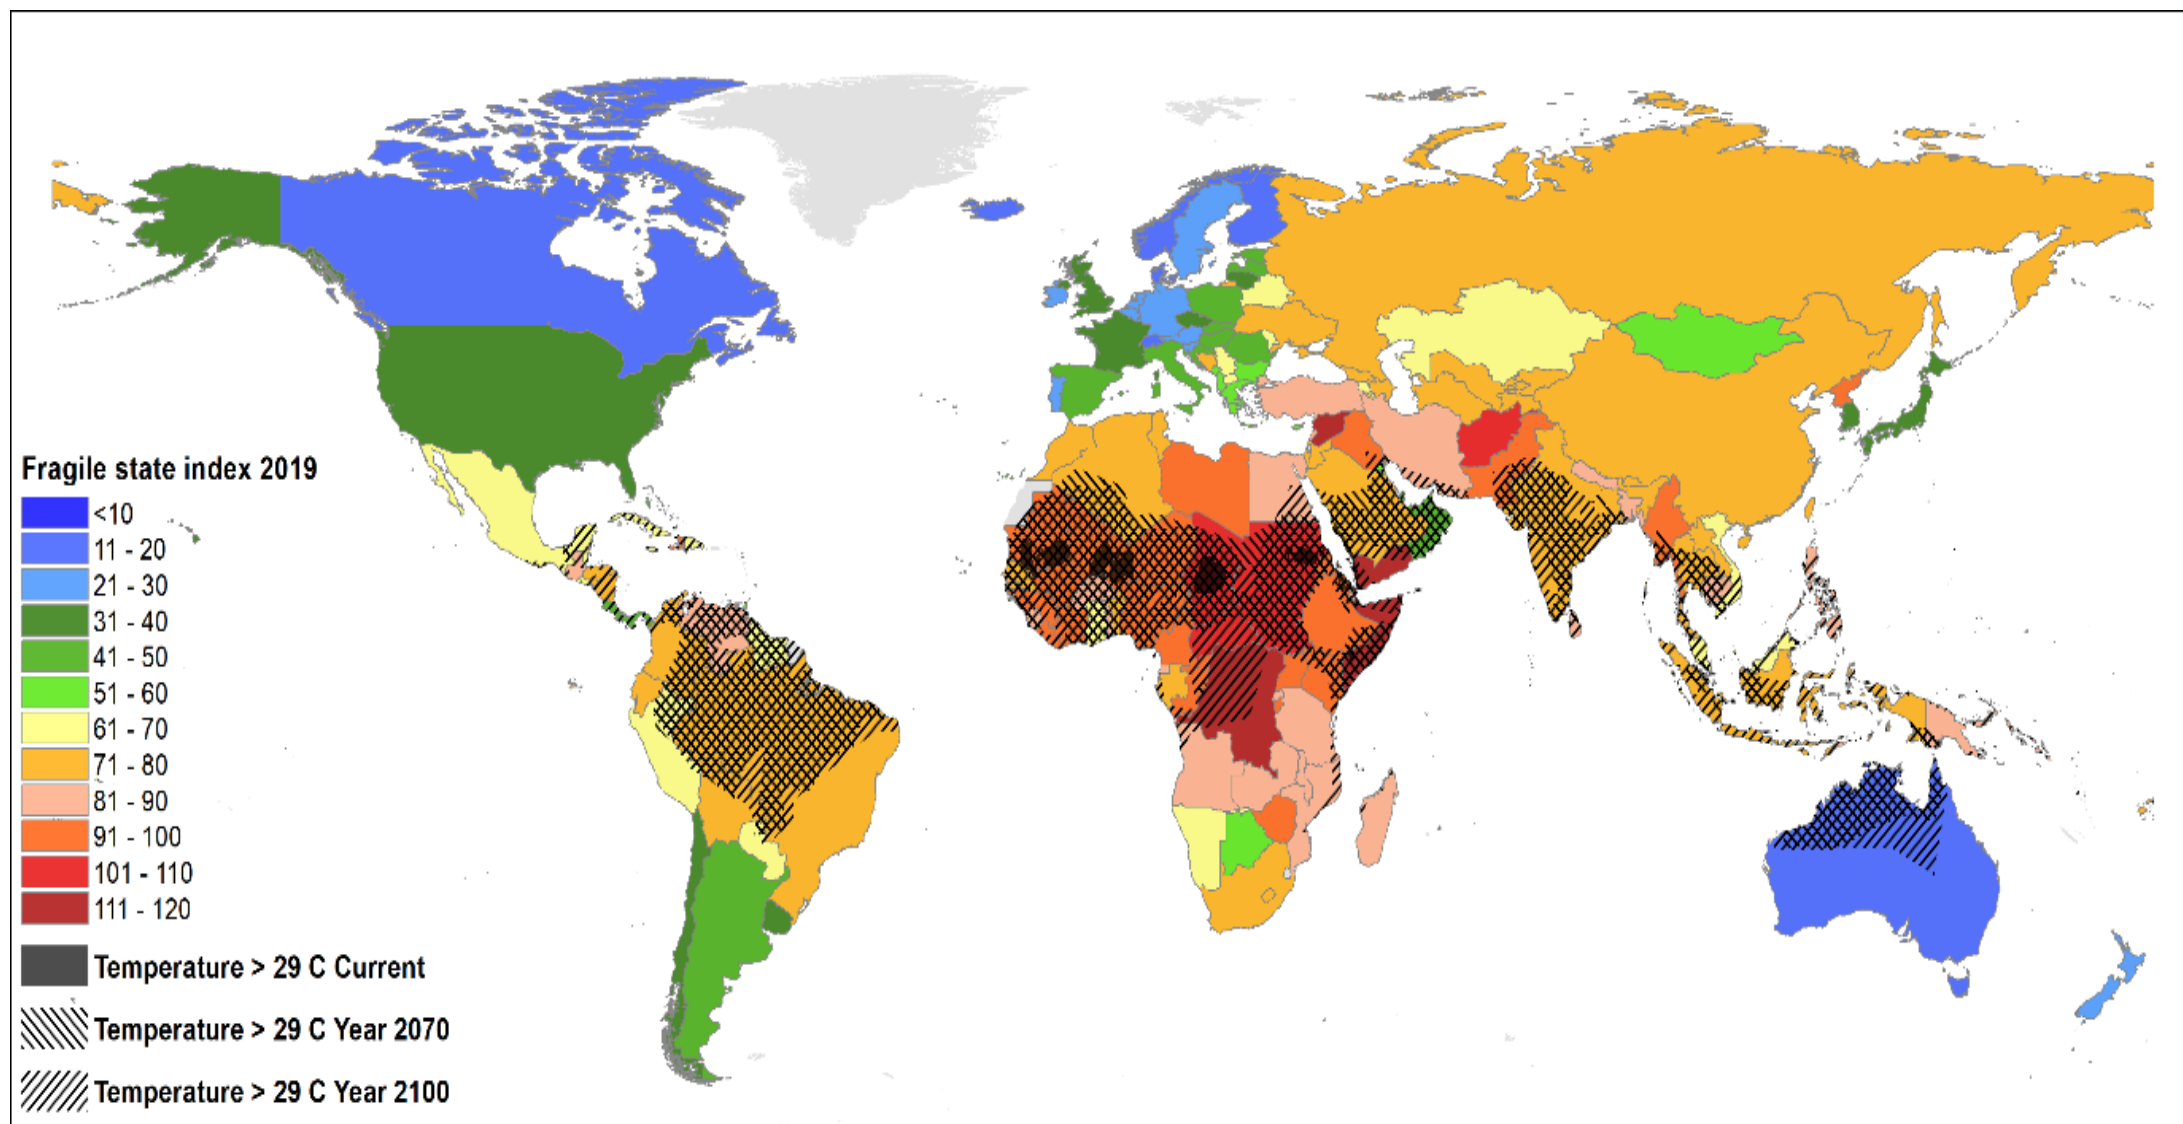 Fragile state index 2019
<10
11 - 20
21 - 30
31 - 40
41 - 50
51 - 60
61 - 70
71 - 80
81 - 90
91 - 100
101 - 110
111 - 120
Temperature > 29 C Current
Temperature > 29 C Year 2070
Temperature > 29 C Year 2100